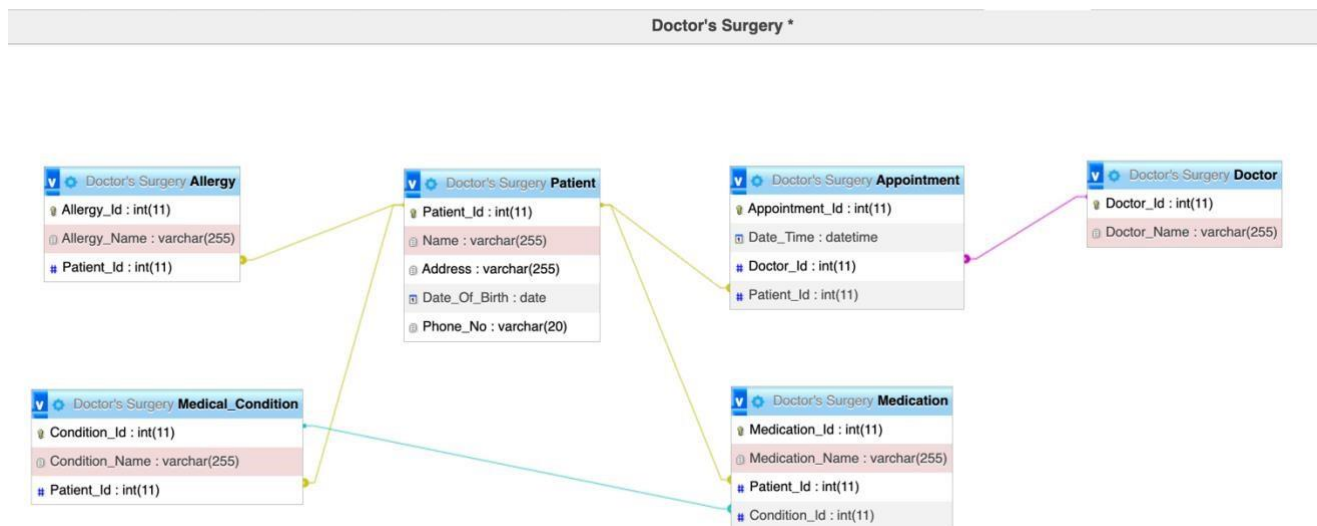 Doctor's Surgery *
Doctor's Surgery Allergy
Allergy_Id : int(11)
Allergy_Name : varchar(255)
# Patient_Id : int(11)
Doctor's Surgery Patient
Patient_Id : int(11)
Name : varchar(255)
Address : varchar(255)
Date_Of_Birth : date
Phone_No : varchar(20)
Doctor's Surgery Appointment
Appointment_Id : int(11)
Date_Time : datetime
# Doctor_Id : int(11)
# Patient_Id : int(11)
Doctor's Surgery Doctor
Doctor_Id : int(11)
Doctor_Name : varchar(255)
Doctor's Surgery Medical_Condition
Condition_Id : int(11)
Condition_Name : varchar(255)
# Patient_Id : int(11)
Doctor's Surgery Medication
Medication_Id : int(11)
Medication_Name : varchar(255)
# Patient_Id : int(11)
# Condition_Id : int(11)